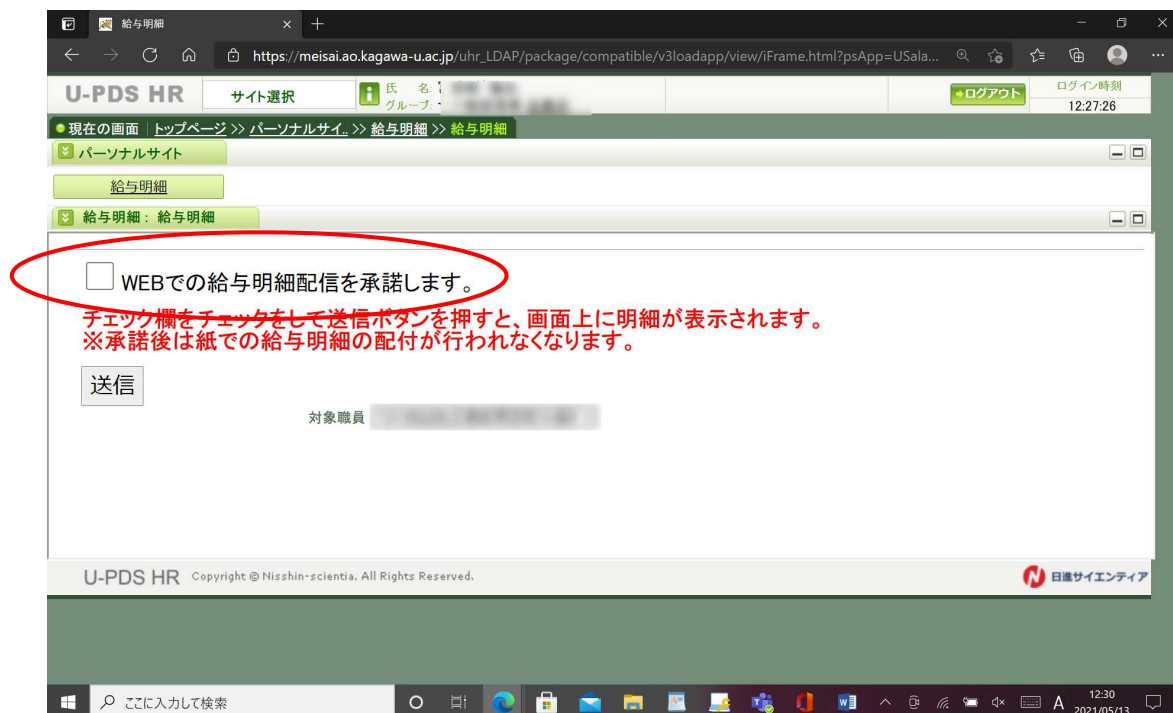 給与明細
https://meisai.ao.kagawa-u.ac.jp/uhr_LDAP/package/compatible/v3loadapp/view/iFrame.html?psApp=USala...
U-PDS HR サイト選択 氏 名: ログアウト ログイン時刻
グループ: 12:27:26
現在の画面 | トップページ >> パーソナルサイ.. >> 給与明細 >> 給与明細
パーソナルサイト
給与明細
給与明細 : 給与明細
WEBでの給与明細配信を承諾します。
チェック欄をチェックをして送信ボタンを押すと、画面上に明細が表示されます。
※承諾後は紙での給与明細の配付が行われなくなります。
送信
対象職員
U-PDS HR Copyright © Nisshin-scientia. All Rights Reserved. 日進サイエンティア
ここに入力して検索 A 12:30
2021/05/13